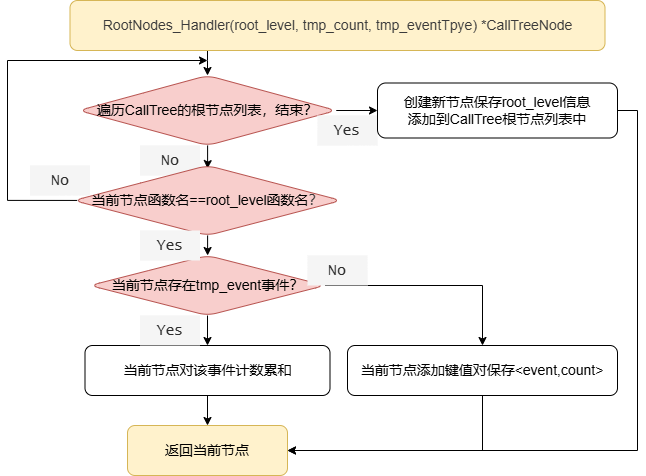 RootNodes_Handler(root_level, tmp_count, tmp_eventTpye) *CallTreeNode
遍历CallTree的根节点列表，结束？
Yes
创建新节点保存root_level信息
添加到CallTree根节点列表中
No
No
当前节点函数名==root_level函数名？
Yes
当前节点存在tmp_event事件？
No
Yes
当前节点对该事件计数累和
当前节点添加键值对保存<event,count>
返回当前节点